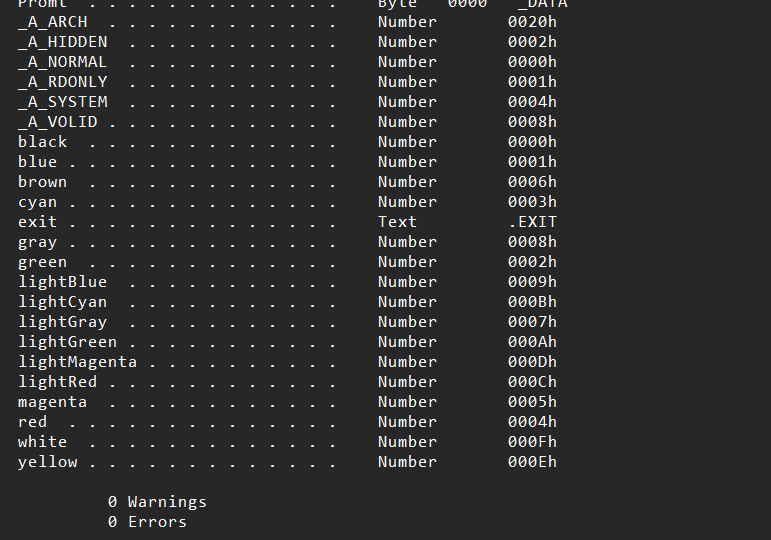 Promt . . . . . . . . . . . . . Byte 0000 _DATA
_A_ARCH . . . . . . . . . . . . Number 0020h
_A_HIDDEN . . . . . . . . . . . Number 0002h
_A_NORMAL . . . . . . . . . . . Number 0000h
_A_RDONLY . . . . . . . . . . . Number 0001h
_A_SYSTEM . . . . . . . . . . . Number 0004h
_A_VOLID . . . . . . . . . . . . Number 0008h
black . . . . . . . . . . . . . Number 0000h
blue . . . . . . . . . . . . . . Number 0001h
brown . . . . . . . . . . . . . Number 0006h
cyan . . . . . . . . . . . . . . Number 0003h
exit . . . . . . . . . . . . . . Text .EXIT
gray . . . . . . . . . . . . . . Number 0008h
green . . . . . . . . . . . . . Number 0002h
lightBlue . . . . . . . . . . . Number 0009h
lightCyan . . . . . . . . . . . Number 000Bh
lightGray . . . . . . . . . . . Number 0007h
lightGreen . . . . . . . . . . . Number 000Ah
lightMagenta . . . . . . . . . . Number 000Dh
lightRed . . . . . . . . . . . . Number 000Ch
magenta . . . . . . . . . . . . Number 0005h
red . . . . . . . . . . . . . . Number 0004h
white . . . . . . . . . . . . . Number 000Fh
yellow . . . . . . . . . . . . . Number 000Eh
0 Warnings
0 Errors